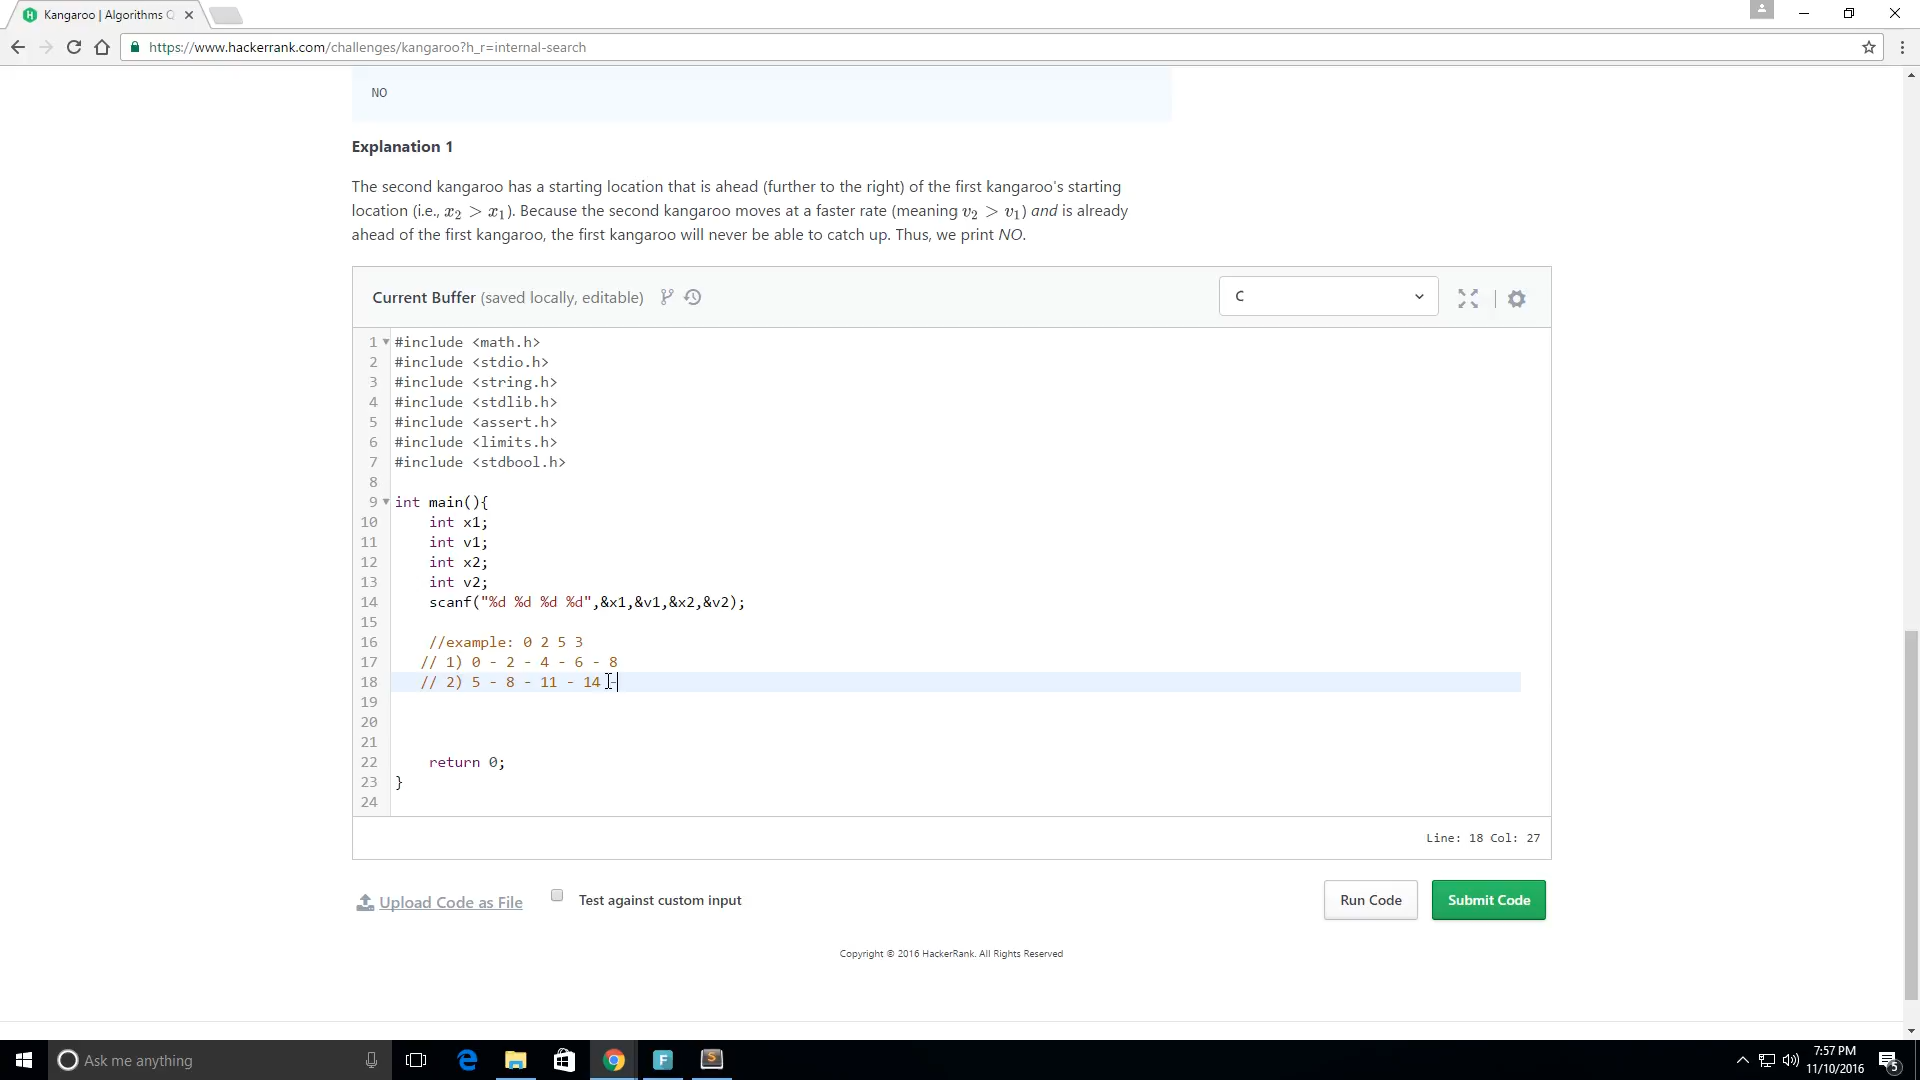 Kangaroo | Algorithms Q
https://www.hackerrank.com/challenges/kangaroo?h_r=internal-search
NO
Explanation 1
The second kangaroo has a starting location that is ahead (further to the right) of the first kangaroo's starting
location (i.e., x2 > x1). Because the second kangaroo moves at a faster rate (meaning v2 > v1) and is already
ahead of the first kangaroo, the first kangaroo will never be able to catch up. Thus, we print NO.
Current Buffer (saved locally, editable)
C
1 #include <math.h>
2 #include <stdio.h>
3 #include <string.h>
4 #include <stdlib.h>
5 #include <assert.h>
6 #include <limits.h>
7 #include <stdbool.h>
8
9 int main(){
10 int x1;
11 int v1;
12 int x2;
13 int v2;
14 scanf("%d %d %d %d",&x1,&v1,&x2,&v2);
15
16 //example: 0 2 5 3
17 // 1) 0 - 2 - 4 - 6 - 8
18 // 2) 5 - 8 - 11 - 14 -
19
20
21
22 return 0;
23 }
24
Line: 18 Col: 27
Upload Code as File
Test against custom input
Run Code
Submit Code
Copyright © 2016 HackerRank. All Rights Reserved
Ask me anything
7:57 PM
11/10/2016
5